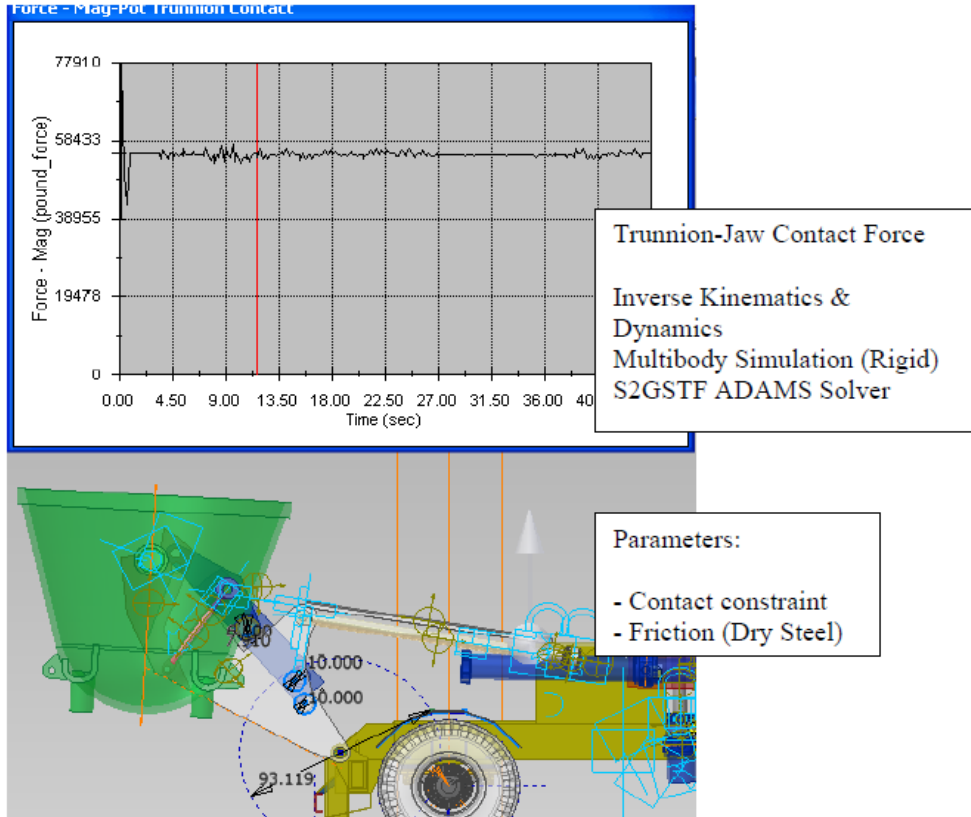 Force - Mag-Pot Trunnion Contact
77910
58433
38955
19478
0
Force - Mag (pound_force)
0.00 4.50 9.00 13.50 18.00 22.50 27.00 31.50 36.00 40
Time (sec)
Trunnion-Jaw Contact Force
Inverse Kinematics &
Dynamics
Multibody Simulation (Rigid)
S2GSTF ADAMS Solver
Parameters:
- Contact constraint
- Friction (Dry Steel)
10.000
10.000
93.119